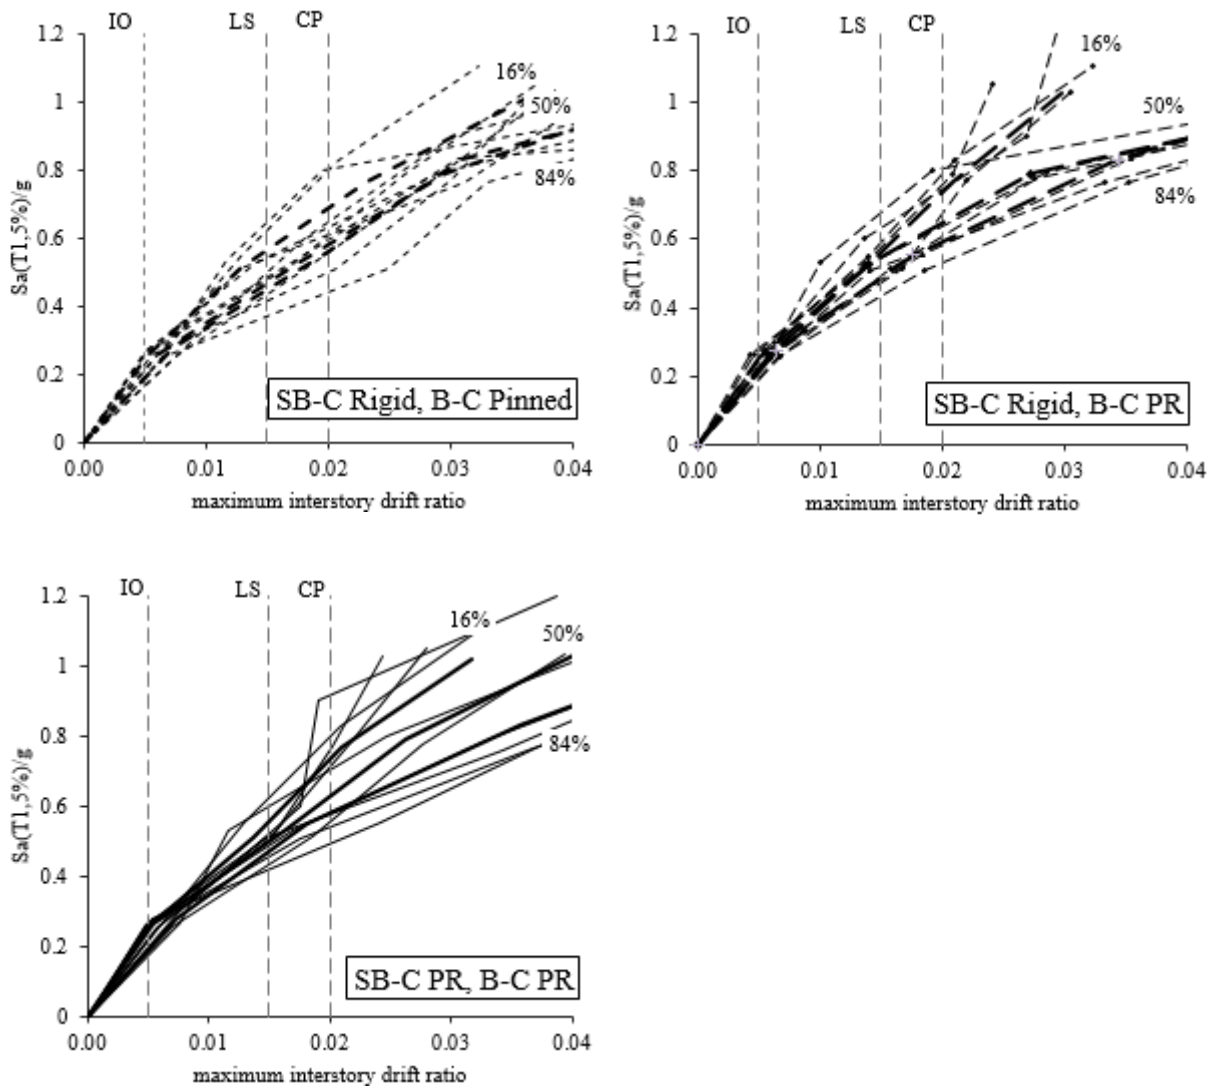 IO LS CP
1.2
16%
1
50%
0.8
84%
0.6
0.4
0.2
0
Sa(T1,5%)/g
SB-C Rigid, B-C Pinned
0.00 0.01 0.02 0.03 0.04
maximum interstory drift ratio
IO LS CP
1.2
16%
1
50%
0.8
84%
0.6
0.4
0.2
0
Sa(T1,5%)/g
SB-C Rigid, B-C PR
0.00 0.01 0.02 0.03 0.04
maximum interstory drift ratio
IO LS CP
1.2
16%
50%
1
0.8
84%
0.6
0.4
0.2
0
Sa(T1,5%)/g
SB-C PR, B-C PR
0.00 0.01 0.02 0.03 0.04
maximum interstory drift ratio